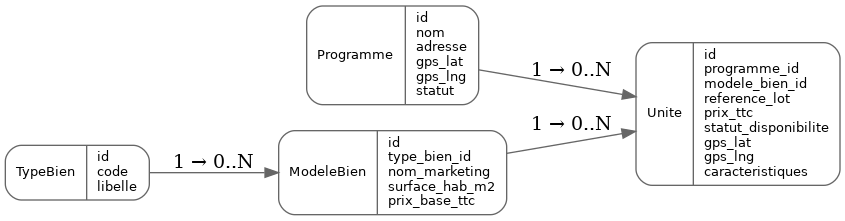 Programme
id
nom
adresse
gps_lat
gps_lng
statut
1 → 0..N
Unite
id
programme_id
modele_bien_id
reference_lot
prix_ttc
statut_disponibilite
gps_lat
gps_lng
caracteristiques
TypeBien
id
code
libelle
1 → 0..N
ModeleBien
id
type_bien_id
nom_marketing
surface_hab_m2
prix_base_ttc
1 → 0..N